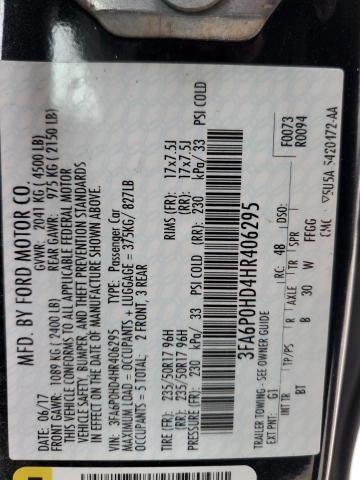 MFD. BY FORD MOTOR CO.
06/17 GVWR: 2041 KG (4500 LB)
FRONT GAWR: 1089 KG (2400 LB) REAR GAWR: 975 KG (2150 LB)
THIS VEHICLE CONFORMS TO ALL APPLICABLE FEDERAL MOTOR
VEHICLE SAFETY, BUMPER, AND THEFT PREVENTION STANDARDS
IN EFFECT ON THE DATE OF MANUFACTURE SHOWN ABOVE.
VIN: 3FA6P0HD4HR406295 TYPE: Passenger Car
MAXIMUM LOAD = OCCUPANTS + LUGGAGE = 375KG/ 827LB
OCCUPANTS = 5 TOTAL: 2 FRONT, 3 REAR
TIRE (FR): 235/50R17 96H RIMS (FR): 17x7.5J
TIRE (RR): 235/50R17 96H (RR): 17x7.5J
PRESSURE (FR): 230 kPa/ 33 PSI COLD (RR) 230 kPa/ 33 PSI COLD
3FA6P0HD4HR406295
F0073
R0094
TRAILER TOWING - SEE OWNER GUIDE
EXT PNT: G1 RC: 48 DSO:
INT TR TP/PS R AXLE TR SPR
BT B 30 W FFGG